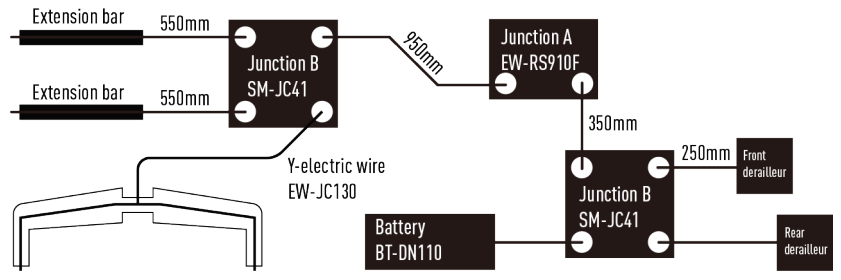 Extension bar
550mm
Junction B
SM-JC41
950mm
Junction A
EW-RS910F
Extension bar
550mm
350mm
Y-electric wire
EW-JC130
250mm
Front
derailleur
Junction B
SM-JC41
Battery
BT-DN110
Rear
derailleur